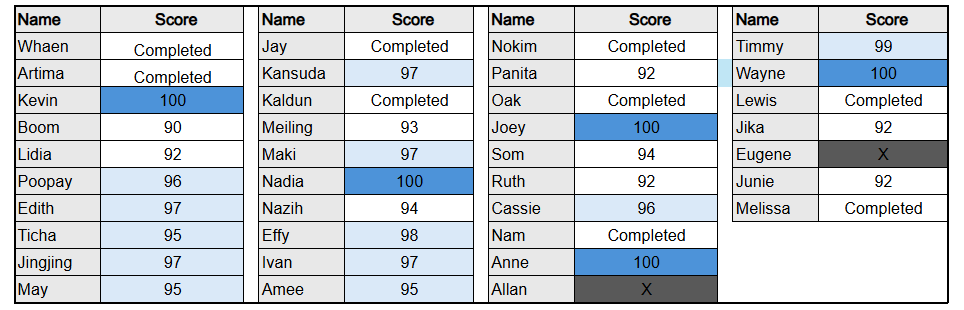 Name Score Name Score Name Score Name Score
Whaen Completed Jay Completed Nokim Completed Timmy 99
Artima Completed Kansuda 97 Panita 92 Wayne 100
Kevin 100 Kaldun Completed Oak Completed Lewis Completed
Boom 90 Meiling 93 Joey 100 Jika 92
Lidia 92 Maki 97 Som 94 Eugene X
Poopay 96 Nadia 100 Ruth 92 Junie 92
Edith 97 Nazih 94 Cassie 96 Melissa Completed
Ticha 95 Effy 98 Nam Completed
Jingjing 97 Ivan 97 Anne 100
May 95 Amee 95 Allan X